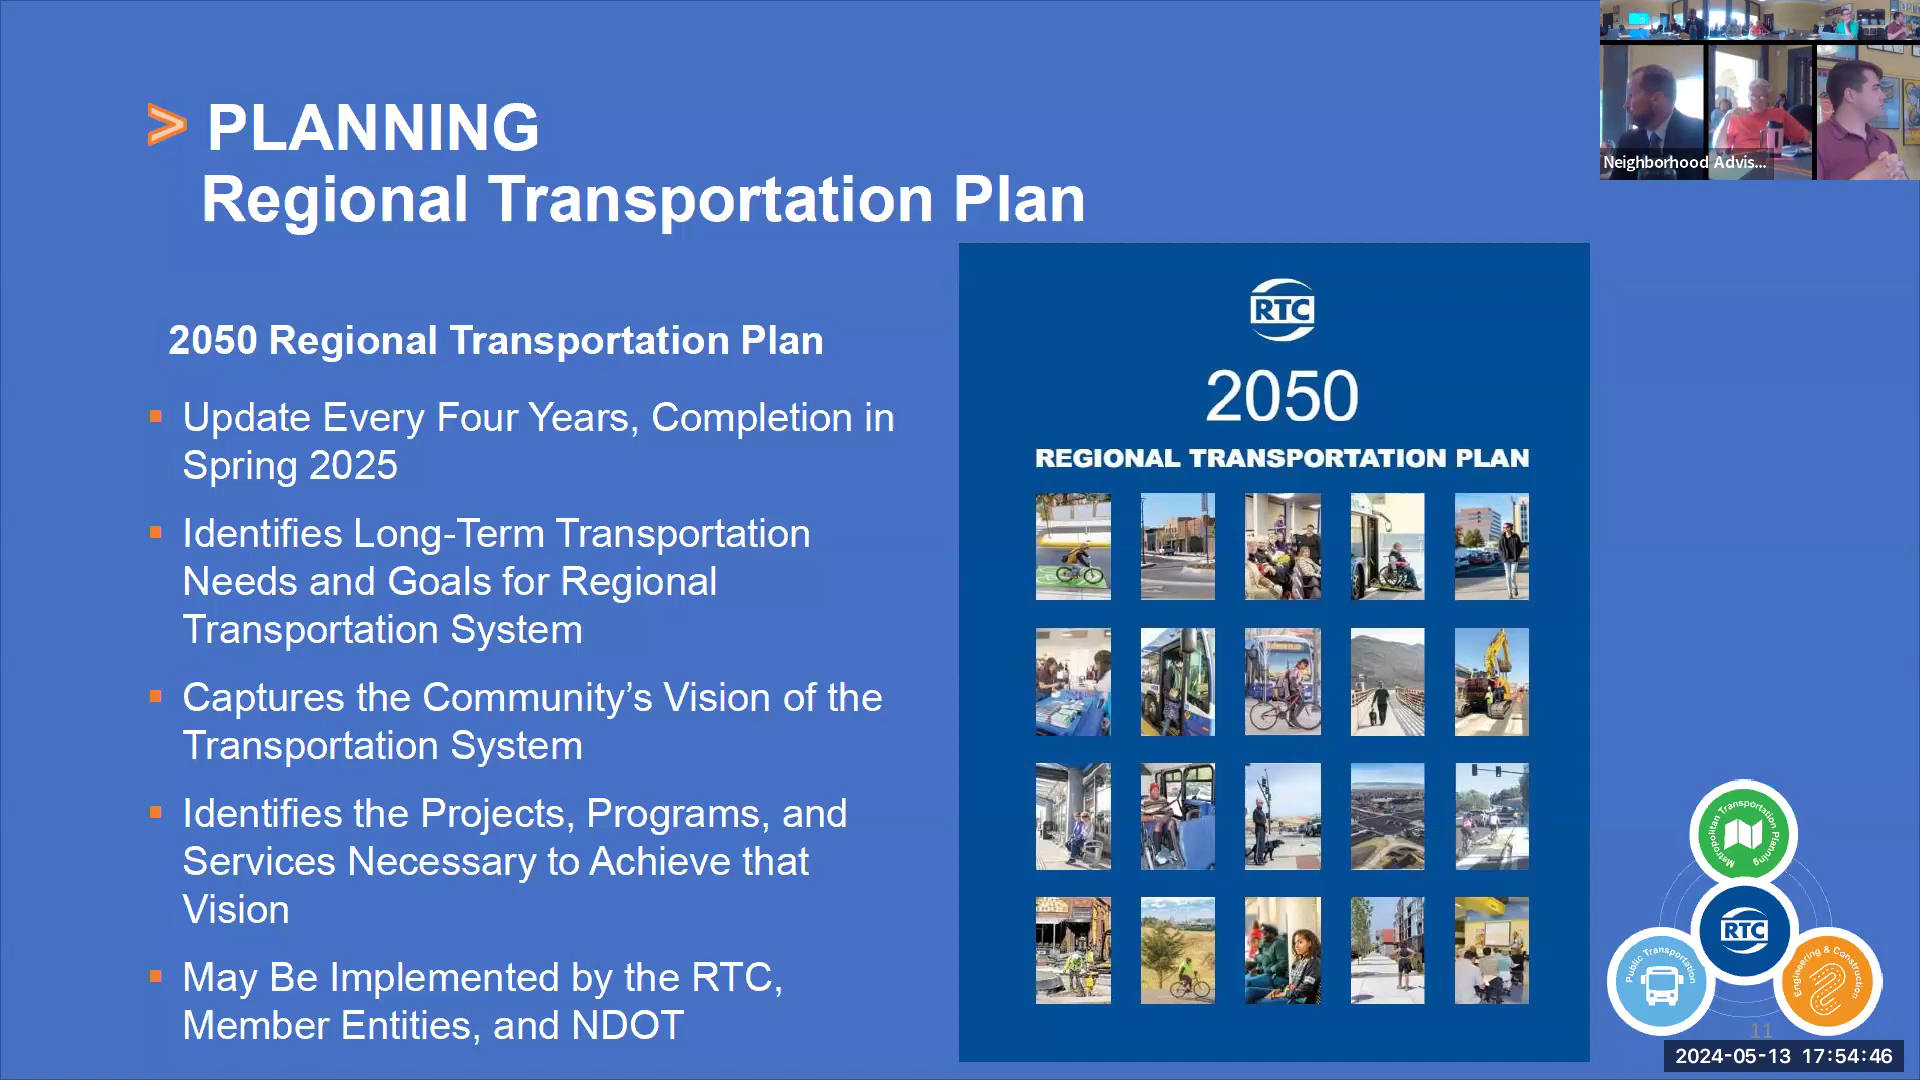 > PLANNING
Regional Transportation Plan
Neighborhood Advis...
2050 Regional Transportation Plan
Update Every Four Years, Completion in
Spring 2025
Identifies Long-Term Transportation
Needs and Goals for Regional
Transportation System
Captures the Community’s Vision of the
Transportation System
Identifies the Projects, Programs, and
Services Necessary to Achieve that
Vision
May Be Implemented by the RTC,
Member Entities, and NDOT
RTC
2050
REGIONAL TRANSPORTATION PLAN
Metropolitan Transportation Planning
RTC
Public Transportation
Engineering & Construction
11
2024-05-13 17:54:46